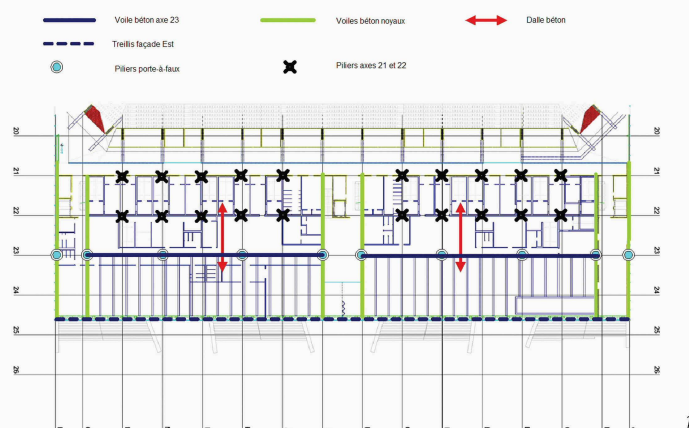 Voile béton axe 23
Voiles béton noyaux
Dalle béton
Treillis façade Est
Piliers porte-à-faux
Piliers axes 21 et 22
20 20
21 21
22 22
23 23
24 24
25 25
26 26